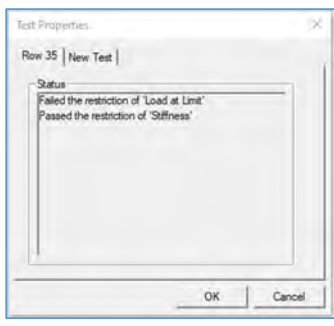 Test Properties
Row 35 New Test
Status
Failed the restriction of 'Load at Limit'
Passed the restriction of 'Stiffness'
OK Cancel